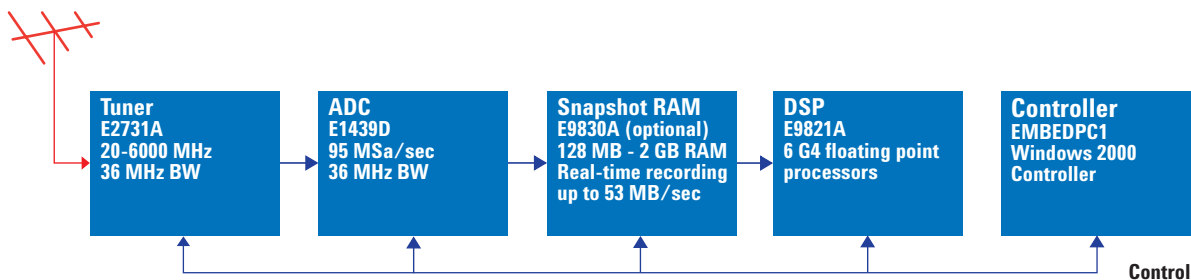 Tuner
E2731A
20-6000 MHz
36 MHz BW
ADC
E1439D
95 MSa/sec
36 MHz BW
Snapshot RAM
E9830A (optional)
128 MB - 2 GB RAM
Real-time recording
up to 53 MB/sec
DSP
E9821A
6 G4 floating point
processors
Controller
EMBEDPC1
Windows 2000
Controller
Control